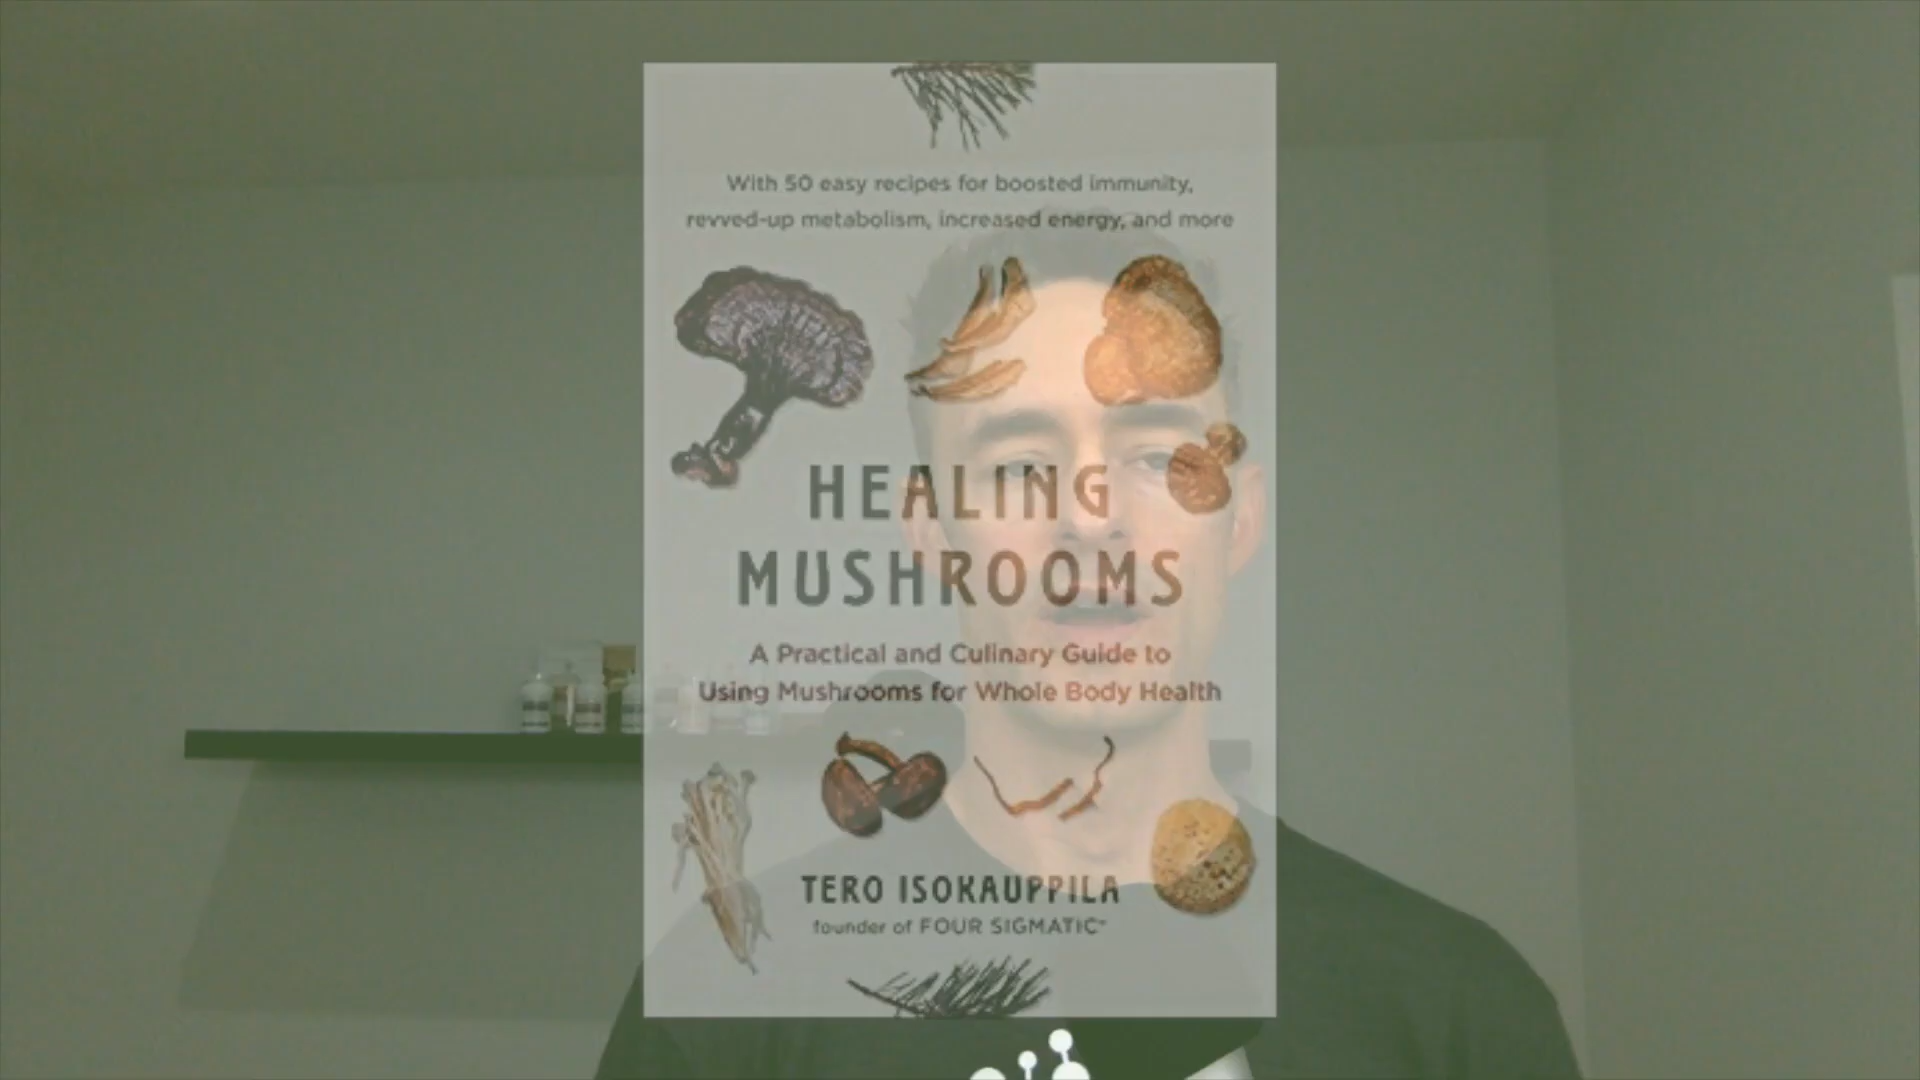 With 50 easy recipes for boosted immunity,
revved-up metabolism, increased energy, and more
HEALING
MUSHROOMS
A Practical and Culinary Guide to
Using Mushrooms for Whole Body Health
TERO ISOKAUPPILA
founder of FOUR SIGMATIC™